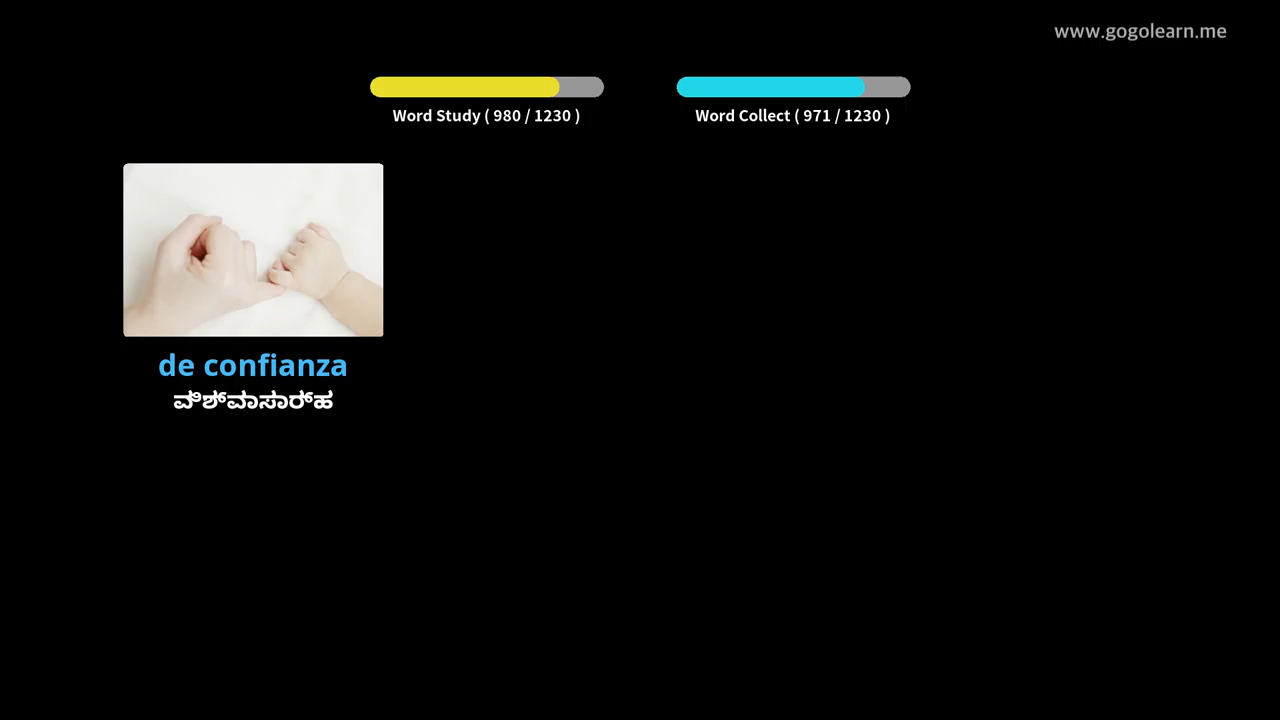 www.gogolearn.me
Word Study ( 980 / 1230 )
Word Collect ( 971 / 1230 )
de confianza
ವಿಶ್ವಾಸಾರ್ಹ